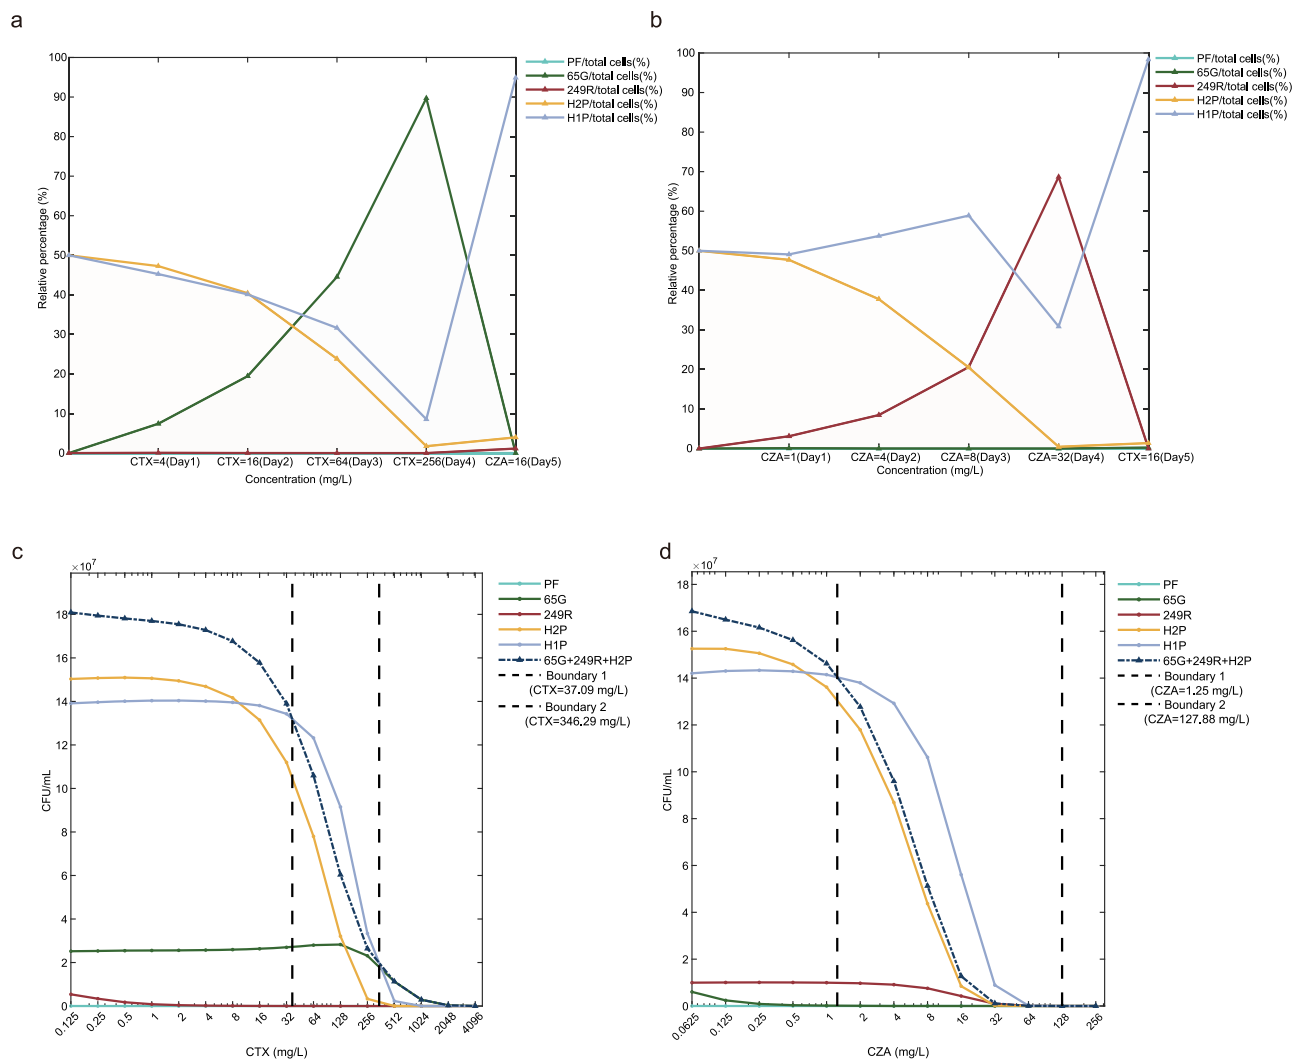 a
100
90
80
70
60
50
40
30
20
10
0
Relative percentage (%)
CTX=4(Day1)
CTX=16(Day2)
CTX=64(Day3)
CTX=256(Day4)
CZA=16(Day5)
Concentration (mg/L)
PF/total cells(%)
65G/total cells(%)
249R/total cells(%)
H2P/total cells(%)
H1P/total cells(%)
b
100
90
80
70
60
50
40
30
20
10
0
Relative percentage (%)
CZA=1(Day1)
CZA=4(Day2)
CZA=8(Day3)
CZA=32(Day4)
CTX=16(Day5)
Concentration (mg/L)
PF/total cells(%)
65G/total cells(%)
249R/total cells(%)
H2P/total cells(%)
H1P/total cells(%)
c
×10⁷
18
16
14
12
10
8
6
4
2
0
CFU/mL
0.125
0.25
0.5
1
2
4
8
16
32
64
128
256
512
1024
2048
4096
CTX (mg/L)
PF
65G
249R
H2P
H1P
65G+249R+H2P
Boundary 1
(CTX=37.09 mg/L)
Boundary 2
(CTX=346.29 mg/L)
d
×10⁷
18
16
14
12
10
8
6
4
2
0
CFU/mL
0.0625
0.125
0.25
0.5
1
2
4
8
16
32
64
128
256
CZA (mg/L)
PF
65G
249R
H2P
H1P
65G+249R+H2P
Boundary 1
(CZA=1.25 mg/L)
Boundary 2
(CZA=127.88 mg/L)